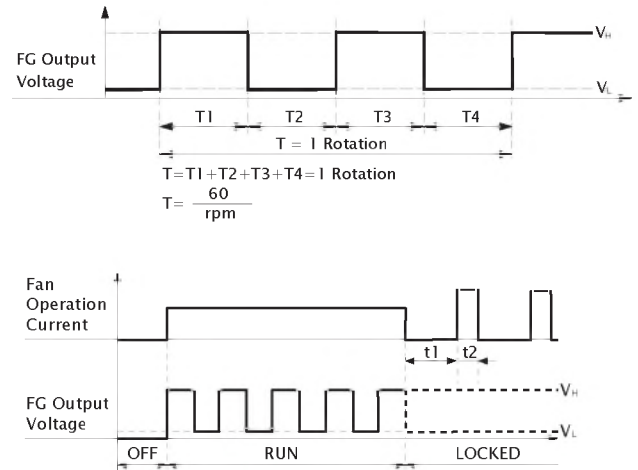 FG Output
Voltage
VH
VL
T1 T2 T3 T4
T = 1 Rotation
T=T1+T2+T3+T4=1 Rotation
T= 60
rpm
Fan
Operation
Current
t1 t2
FG Output
Voltage
VH
VL
OFF RUN LOCKED